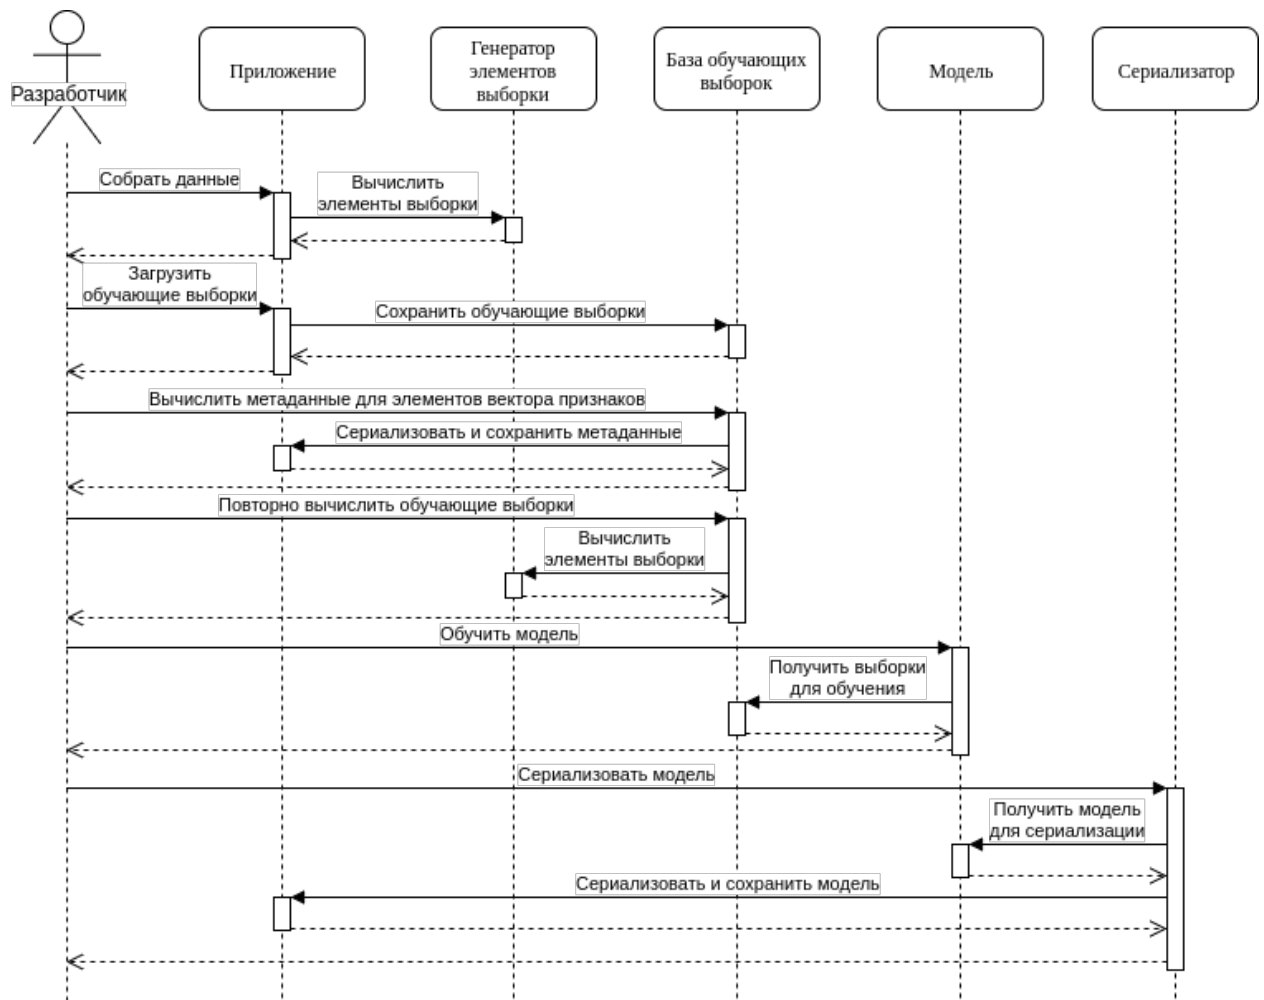 Разработчик
Приложение
Генератор
элементов
выборки
База обучающих
выборок
Модель
Сериализатор
Собрать данные
Вычислить
элементы выборки
Загрузить
обучающие выборки
Сохранить обучающие выборки
Вычислить метаданные для элементов вектора признаков
Сериализовать и сохранить метаданные
Повторно вычислить обучающие выборки
Вычислить
элементы выборки
Обучить модель
Получить выборки
для обучения
Сериализовать модель
Получить модель
для сериализации
Сериализовать и сохранить модель